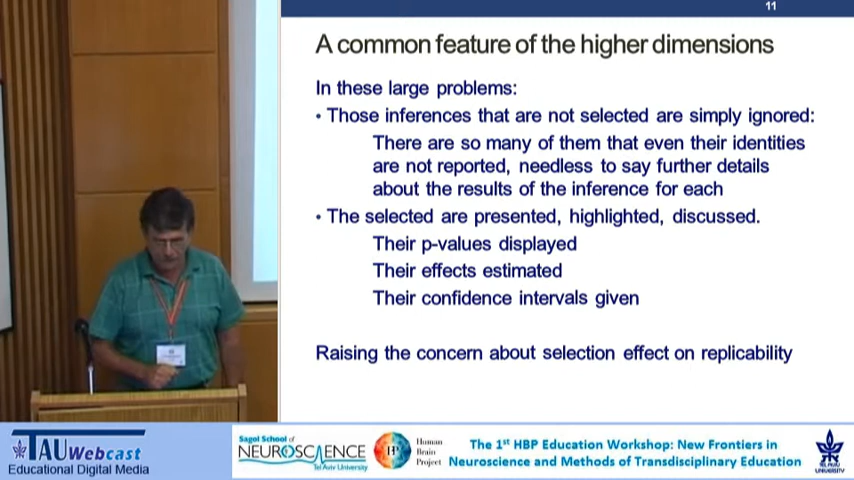 11
A common feature of the higher dimensions
In these large problems:
• Those inferences that are not selected are simply ignored:
There are so many of them that even their identities
are not reported, needless to say further details
about the results of the inference for each
• The selected are presented, highlighted, discussed.
Their p-values displayed
Their effects estimated
Their confidence intervals given
Raising the concern about selection effect on replicability
TAU Webcast
Educational Digital Media
Sagol School of
NEUROSCIENCE
Tel Aviv University
HBP
Human
Brain
Project
The 1st HBP Education Workshop: New Frontiers in
Neuroscience and Methods of Transdisciplinary Education
TEL AVIV
UNIVERSITY